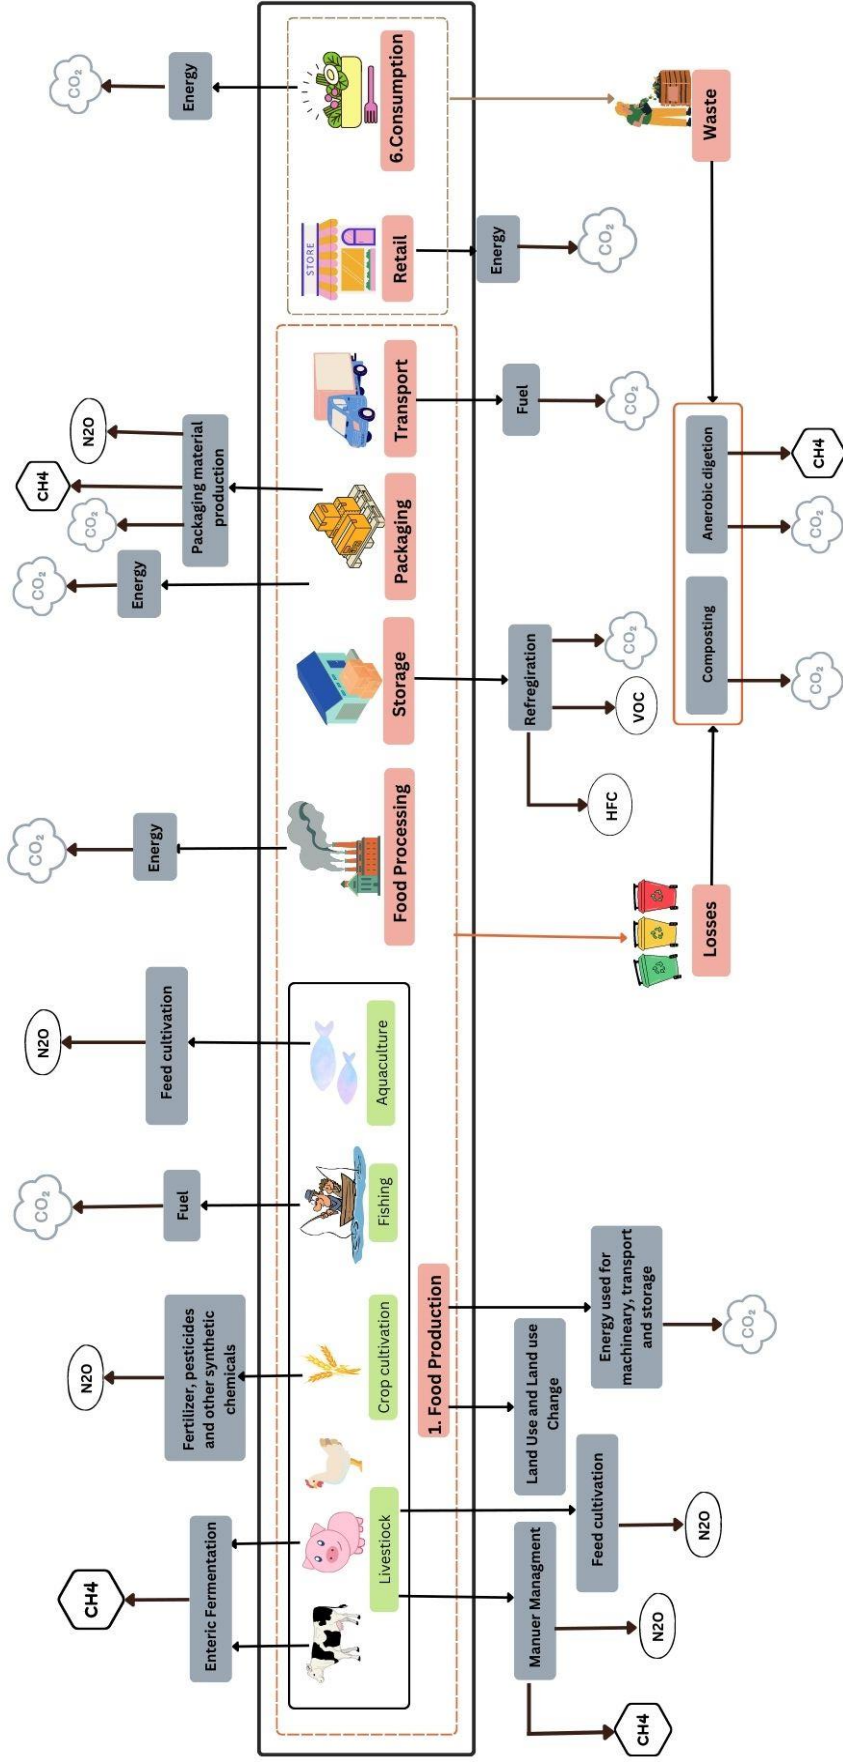 CH4
N2O
CO₂
N2O
CO₂
CO₂
CO₂
CH4
N2O
CO₂
Enteric Fermentation
Fertilizer, pesticides
and other synthetic
chemicals
Fuel
Feed cultivation
Energy
Energy
Packaging material
production
Energy
STORE
Livestiock
Crop cultivation
Fishing
Aquaculture
1. Food Production
Food Processing
Storage
Packaging
Transport
Retail
6.Consumption
Manuer Managment
CH4
N2O
Feed cultivation
N2O
Land Use and Land use
Change
Energy used for
machineary, transport
and storage
CO₂
Refregiration
HFC
VOC
CO₂
Fuel
CO₂
Energy
CO₂
Losses
Waste
Composting
Anerobic digetion
CO₂
CO₂
CH4